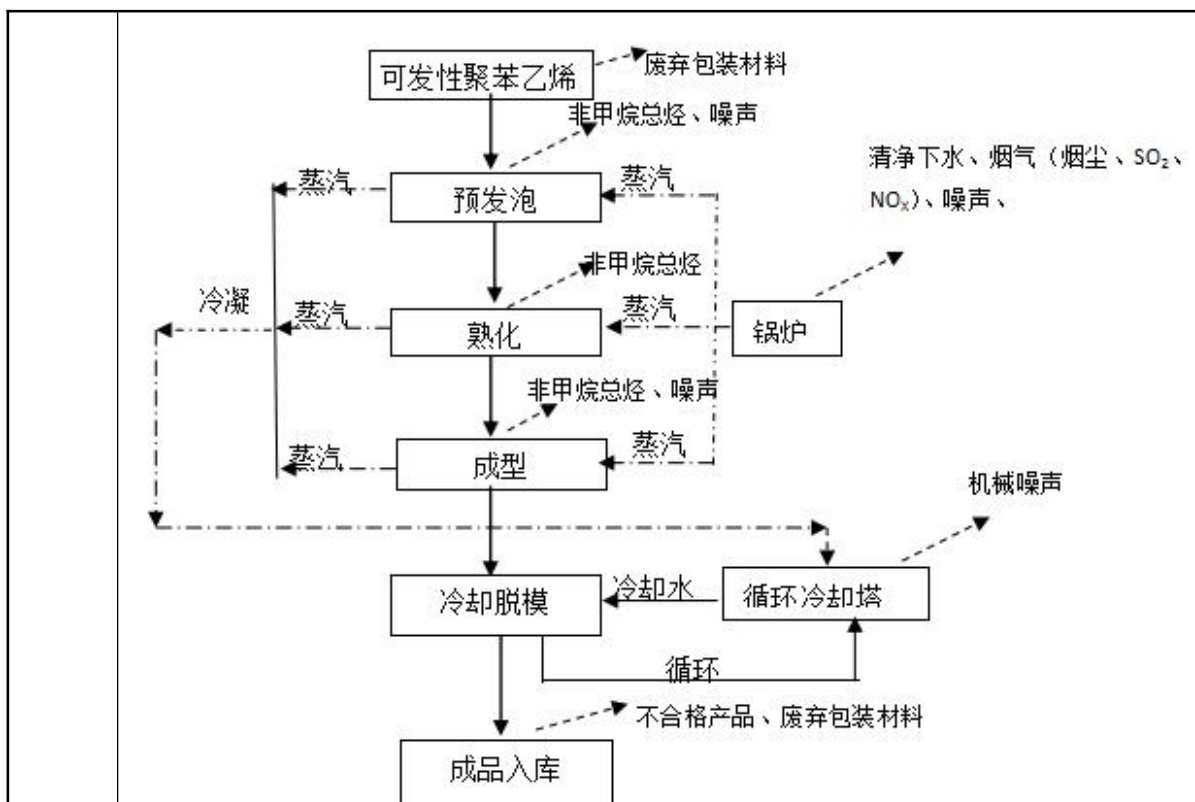 可发性聚苯乙烯
废弃包装材料
非甲烷总烃、噪声
清净下水、烟气（烟尘、SO₂、
NOₓ）、噪声、
蒸汽
预发泡
蒸汽
非甲烷总烃
冷凝
蒸汽
熟化
蒸汽
锅炉
非甲烷总烃、噪声
蒸汽
成型
蒸汽
机械噪声
冷却脱模
冷却水
循环冷却塔
循环
不合格产品、废弃包装材料
成品入库